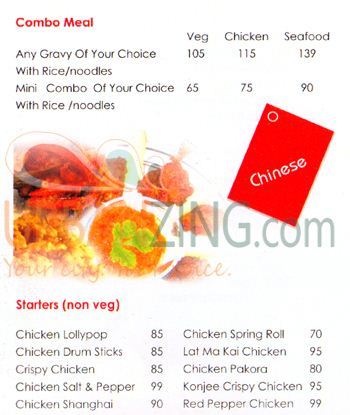 Combo Meal
Veg Chicken Seafood
Any Gravy Of Your Choice 105 115 139
With Rice/noodles
Mini Combo Of Your Choice 65 75 90
With Rice /noodles
Chinese
ZING.com
Your city.
Starters (non veg)
Chicken Lollypop 85 Chicken Spring Roll 70
Chicken Drum Sticks 85 Lat Ma Kai Chicken 95
Crispy Chicken 85 Chicken Pakora 80
Chicken Salt & Pepper 99 Konjee Crispy Chicken 95
Chicken Shanghai 90 Red Pepper Chicken 99